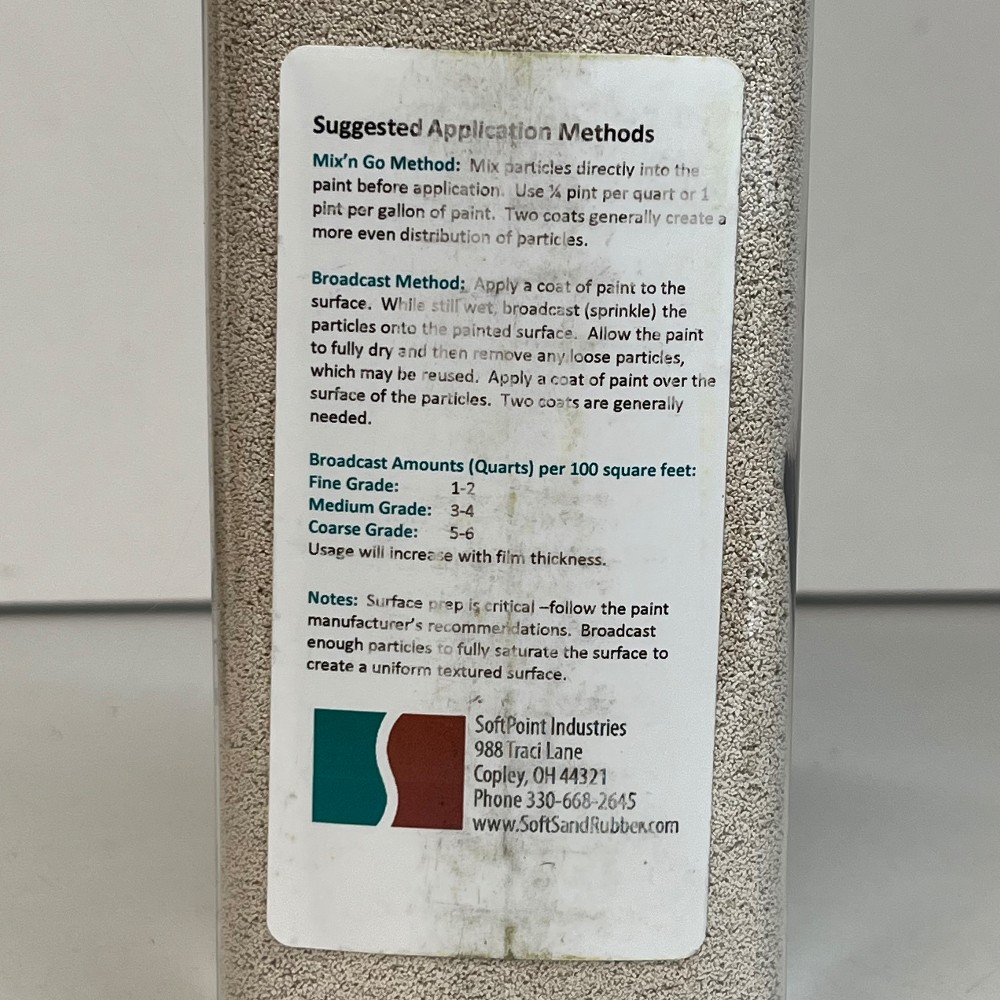 Suggested Application Methods
Mix'n Go Method: Mix particles directly into the
paint before application. Use ¼ pint per quart or 1
pint per gallon of paint. Two coats generally create a
more even distribution of particles.
Broadcast Method: Apply a coat of paint to the
surface. While still wet, broadcast (sprinkle) the
particles onto the painted surface. Allow the paint
to fully dry and then remove any loose particles,
which may be reused. Apply a coat of paint over the
surface of the particles. Two coats are generally
needed.
Broadcast Amounts (Quarts) per 100 square feet:
Fine Grade: 1-2
Medium Grade: 3-4
Coarse Grade: 5-6
Usage will increase with film thickness.
Notes: Surface prep is critical –follow the paint
manufacturer's recommendations. Broadcast
enough particles to fully saturate the surface to
create a uniform textured surface.
SoftPoint Industries
988 Traci Lane
Copley, OH 44321
Phone 330-668-2645
www.SoftSandRubber.com